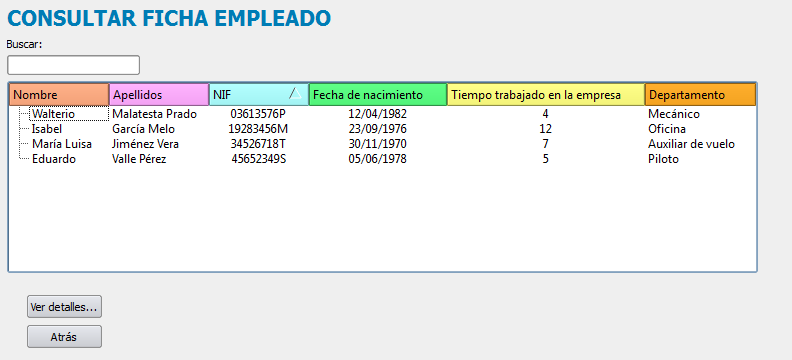 CONSULTAR FICHA EMPLEADO
Buscar:
Nombre Apellidos NIF Fecha de nacimiento Tiempo trabajado en la empresa Departamento
Walterio Malatesta Prado 03613576P 12/04/1982 4 Mecánico
Isabel García Melo 19283456M 23/09/1976 12 Oficina
María Luisa Jiménez Vera 34526718T 30/11/1970 7 Auxiliar de vuelo
Eduardo Valle Pérez 45652349S 05/06/1978 5 Piloto
Ver detalles...
Atrás